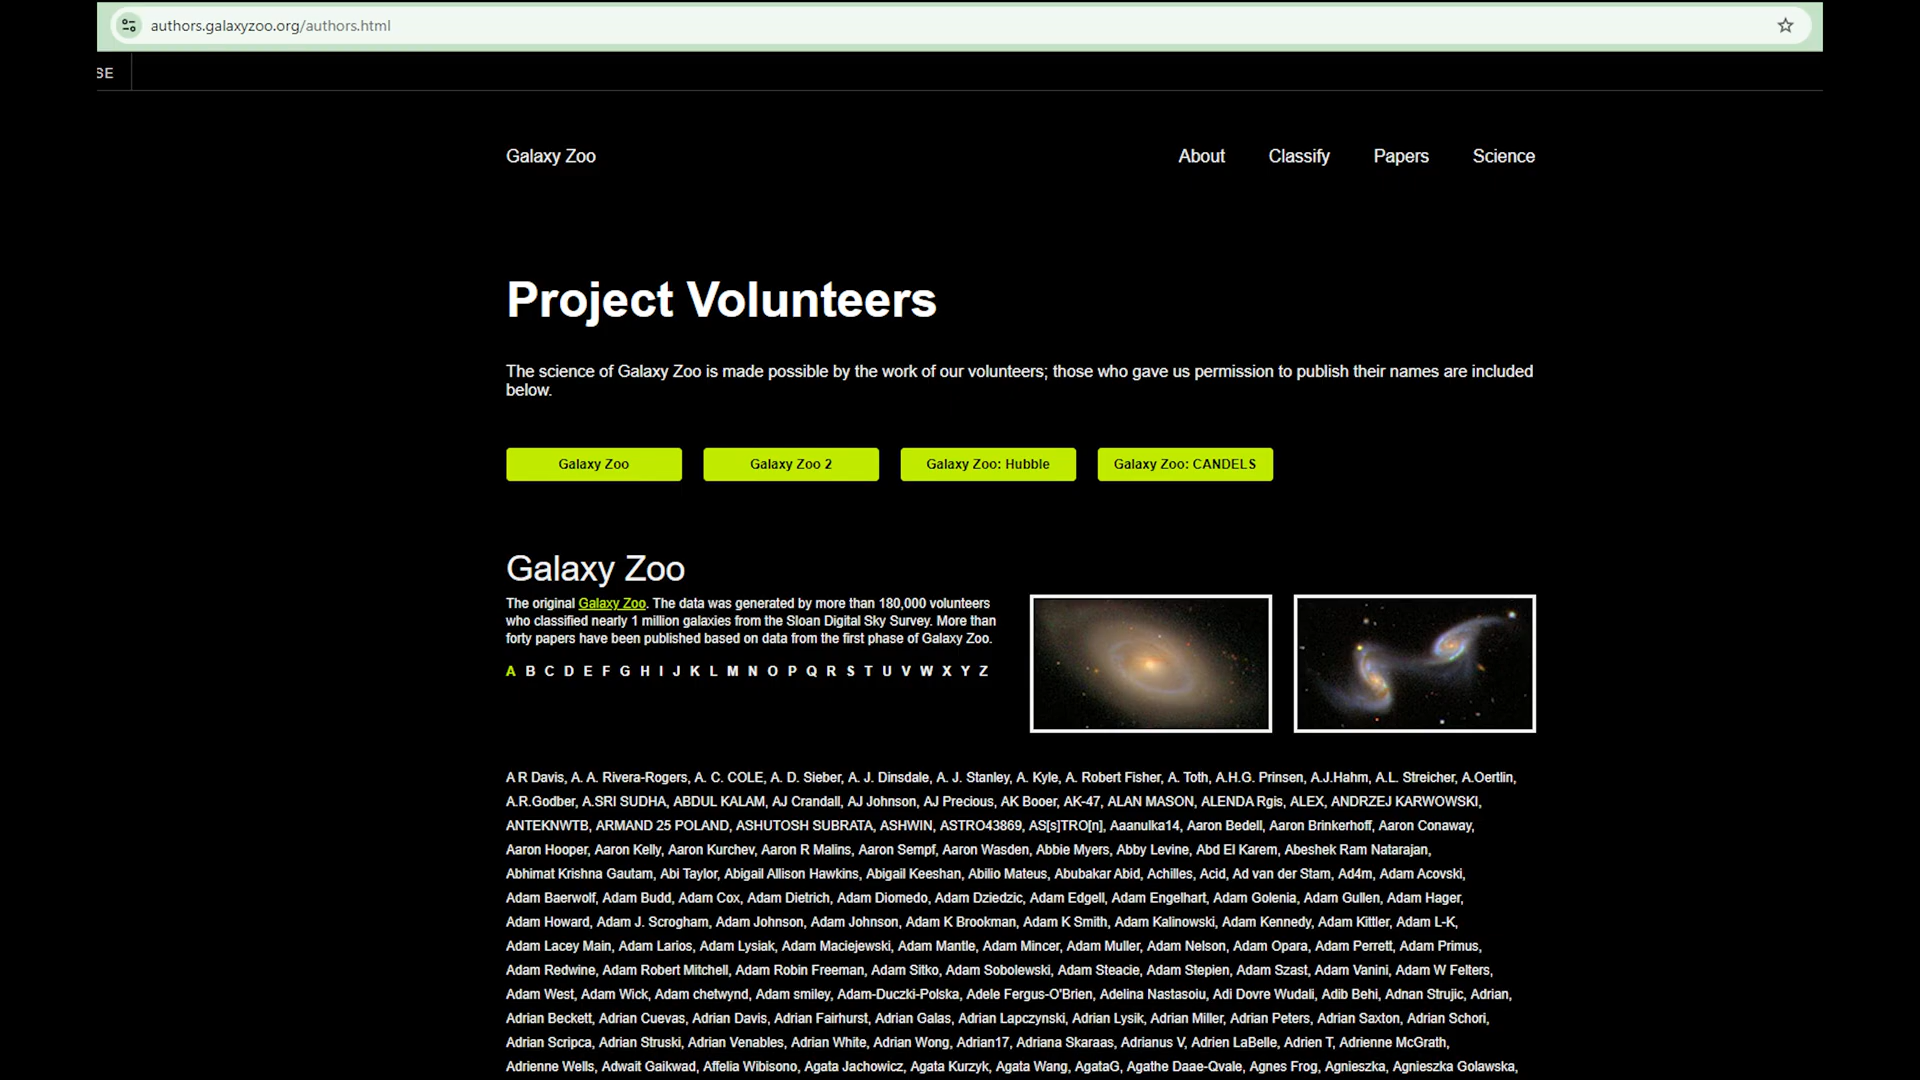 authors.galaxyzoo.org/authors.html
SE
Galaxy Zoo
About
Classify
Papers
Science
Project Volunteers
The science of Galaxy Zoo is made possible by the work of our volunteers; those who gave us permission to publish their names are included
below.
Galaxy Zoo
Galaxy Zoo 2
Galaxy Zoo: Hubble
Galaxy Zoo: CANDELS
Galaxy Zoo
The original Galaxy Zoo. The data was generated by more than 180,000 volunteers
who classified nearly 1 million galaxies from the Sloan Digital Sky Survey. More than
forty papers have been published based on data from the first phase of Galaxy Zoo.
A B C D E F G H I J K L M N O P Q R S T U V W X Y Z
A R Davis, A. A. Rivera-Rogers, A. C. COLE, A. D. Sieber, A. J. Dinsdale, A. J. Stanley, A. Kyle, A. Robert Fisher, A. Toth, A.H.G. Prinsen, A.J.Hahm, A.L. Streicher, A.Oertlin,
A.R.Godber, A.SRI SUDHA, ABDUL KALAM, AJ Crandall, AJ Johnson, AJ Precious, AK Booer, AK-47, ALAN MASON, ALENDA Rgis, ALEX, ANDRZEJ KARWOWSKI,
ANTEKNWTB, ARMAND 25 POLAND, ASHUTOSH SUBRATA, ASHWIN, ASTRO43869, AS[s]TRO[n], Aaanulka14, Aaron Bedell, Aaron Brinkerhoff, Aaron Conaway,
Aaron Hooper, Aaron Kelly, Aaron Kurchev, Aaron R Malins, Aaron Sempf, Aaron Wasden, Abbie Myers, Abby Levine, Abd El Karem, Abeshek Ram Natarajan,
Abhimat Krishna Gautam, Abi Taylor, Abigail Allison Hawkins, Abigail Keeshan, Abilio Mateus, Abubakar Abid, Achilles, Acid, Ad van der Stam, Ad4m, Adam Acovski,
Adam Baerwolf, Adam Budd, Adam Cox, Adam Dietrich, Adam Diomedo, Adam Dziedzic, Adam Edgell, Adam Engelhart, Adam Golenia, Adam Gullen, Adam Hager,
Adam Howard, Adam J. Scrogham, Adam Johnson, Adam Johnson, Adam K Brookman, Adam K Smith, Adam Kalinowski, Adam Kennedy, Adam Kittler, Adam L-K,
Adam Lacey Main, Adam Larios, Adam Lysiak, Adam Maciejewski, Adam Mantle, Adam Mincer, Adam Muller, Adam Nelson, Adam Opara, Adam Perrett, Adam Primus,
Adam Redwine, Adam Robert Mitchell, Adam Robin Freeman, Adam Sitko, Adam Sobolewski, Adam Steacie, Adam Stepien, Adam Szast, Adam Vanini, Adam W Felters,
Adam West, Adam Wick, Adam chetwynd, Adam smiley, Adam-Duczki-Polska, Adele Fergus-O'Brien, Adelina Nastasoiu, Adi Dovre Wudali, Adib Behi, Adnan Strujic, Adrian,
Adrian Beckett, Adrian Cuevas, Adrian Davis, Adrian Fairhurst, Adrian Galas, Adrian Lapczynski, Adrian Lysik, Adrian Miller, Adrian Peters, Adrian Saxton, Adrian Schori,
Adrian Scripca, Adrian Struski, Adrian Venables, Adrian White, Adrian Wong, Adrian17, Adriana Skaraas, Adrianus V, Adrien LaBelle, Adrien T, Adrienne McGrath,
Adrienne Wells, Adwait Gaikwad, Affelia Wibisono, Agata Jachowicz, Agata Kurzyk, Agata Wang, AgataG, Agathe Daae-Qvale, Agnes Frog, Agnieszka, Agnieszka Golawska,